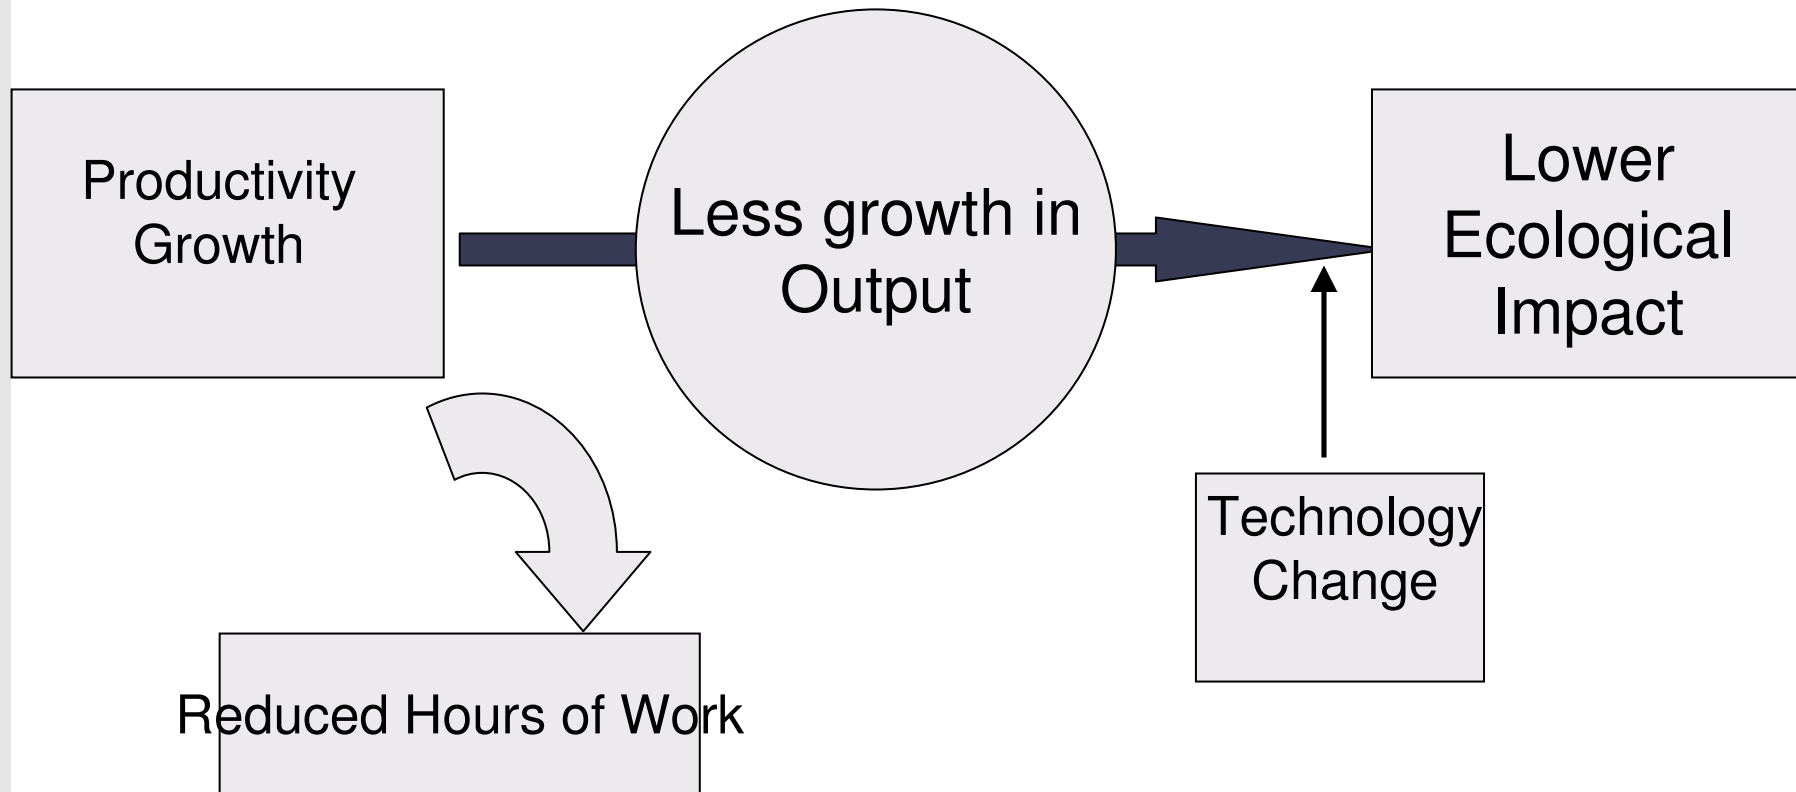 Productivity
Growth
Less growth in
Output
Lower
Ecological
Impact
Technology
Change
Reduced Hours of Work